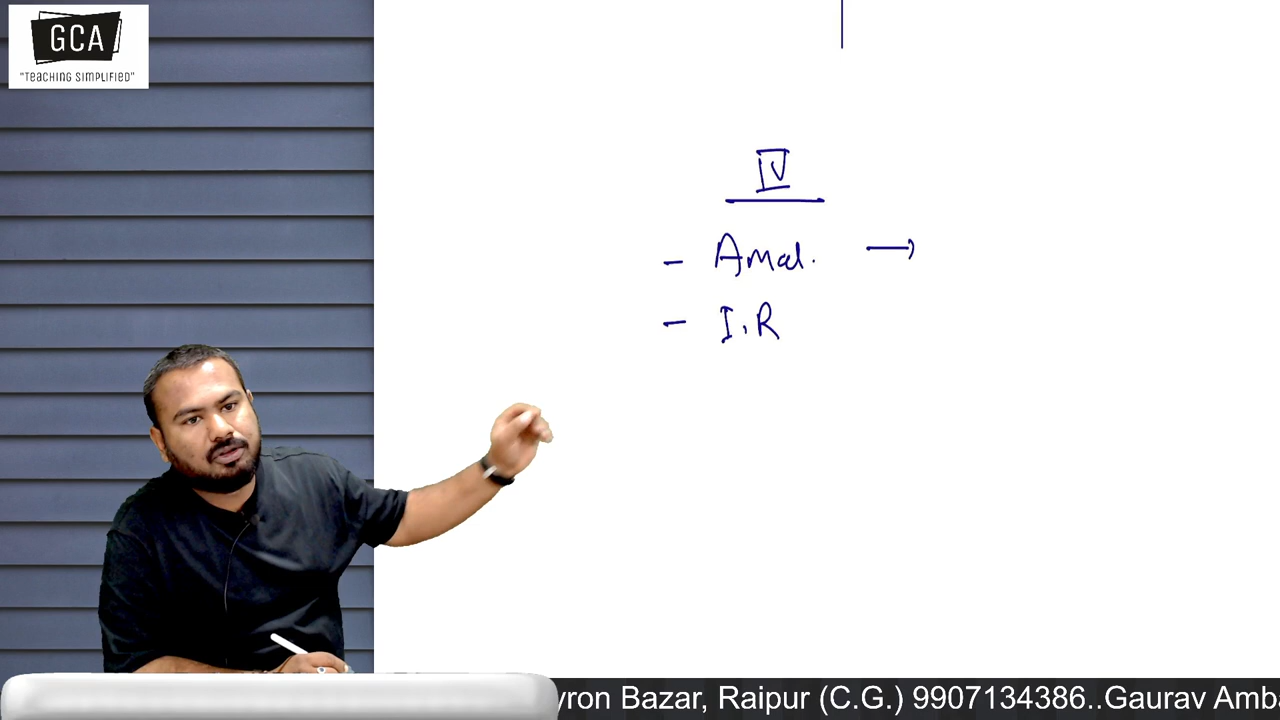 GCA
"TEACHING SIMPLIFIED"
IV
- Amal. →
- I.R
yron Bazar, Raipur (C.G.) 9907134386..Gaurav Amb